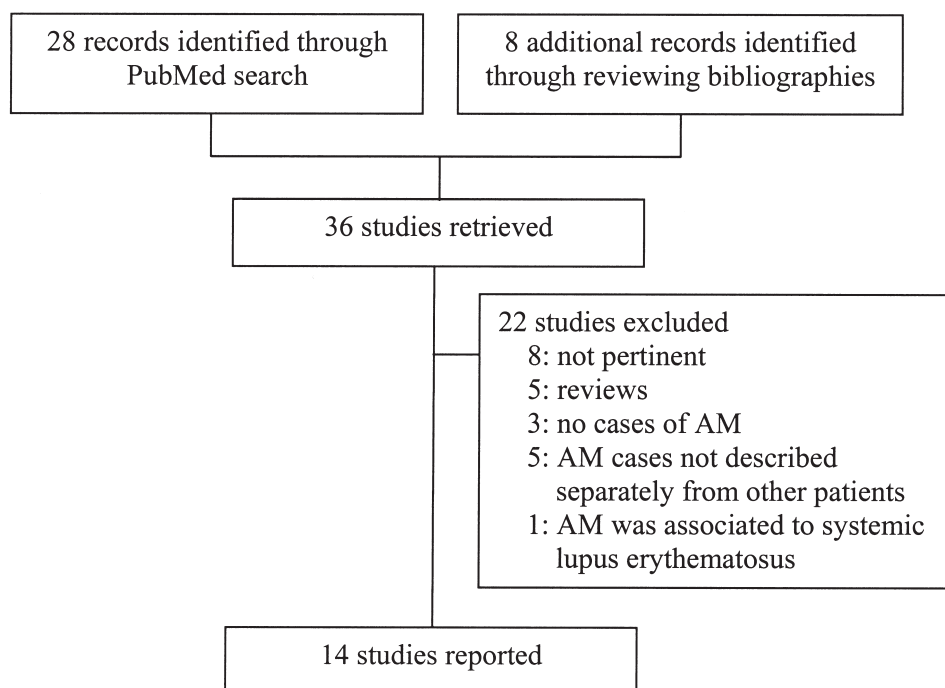 28 records identified through
PubMed search
8 additional records identified
through reviewing bibliographies
36 studies retrieved
22 studies excluded
8: not pertinent
5: reviews
3: no cases of AM
5: AM cases not described
separately from other patients
1: AM was associated to systemic
lupus erythematosus
14 studies reported